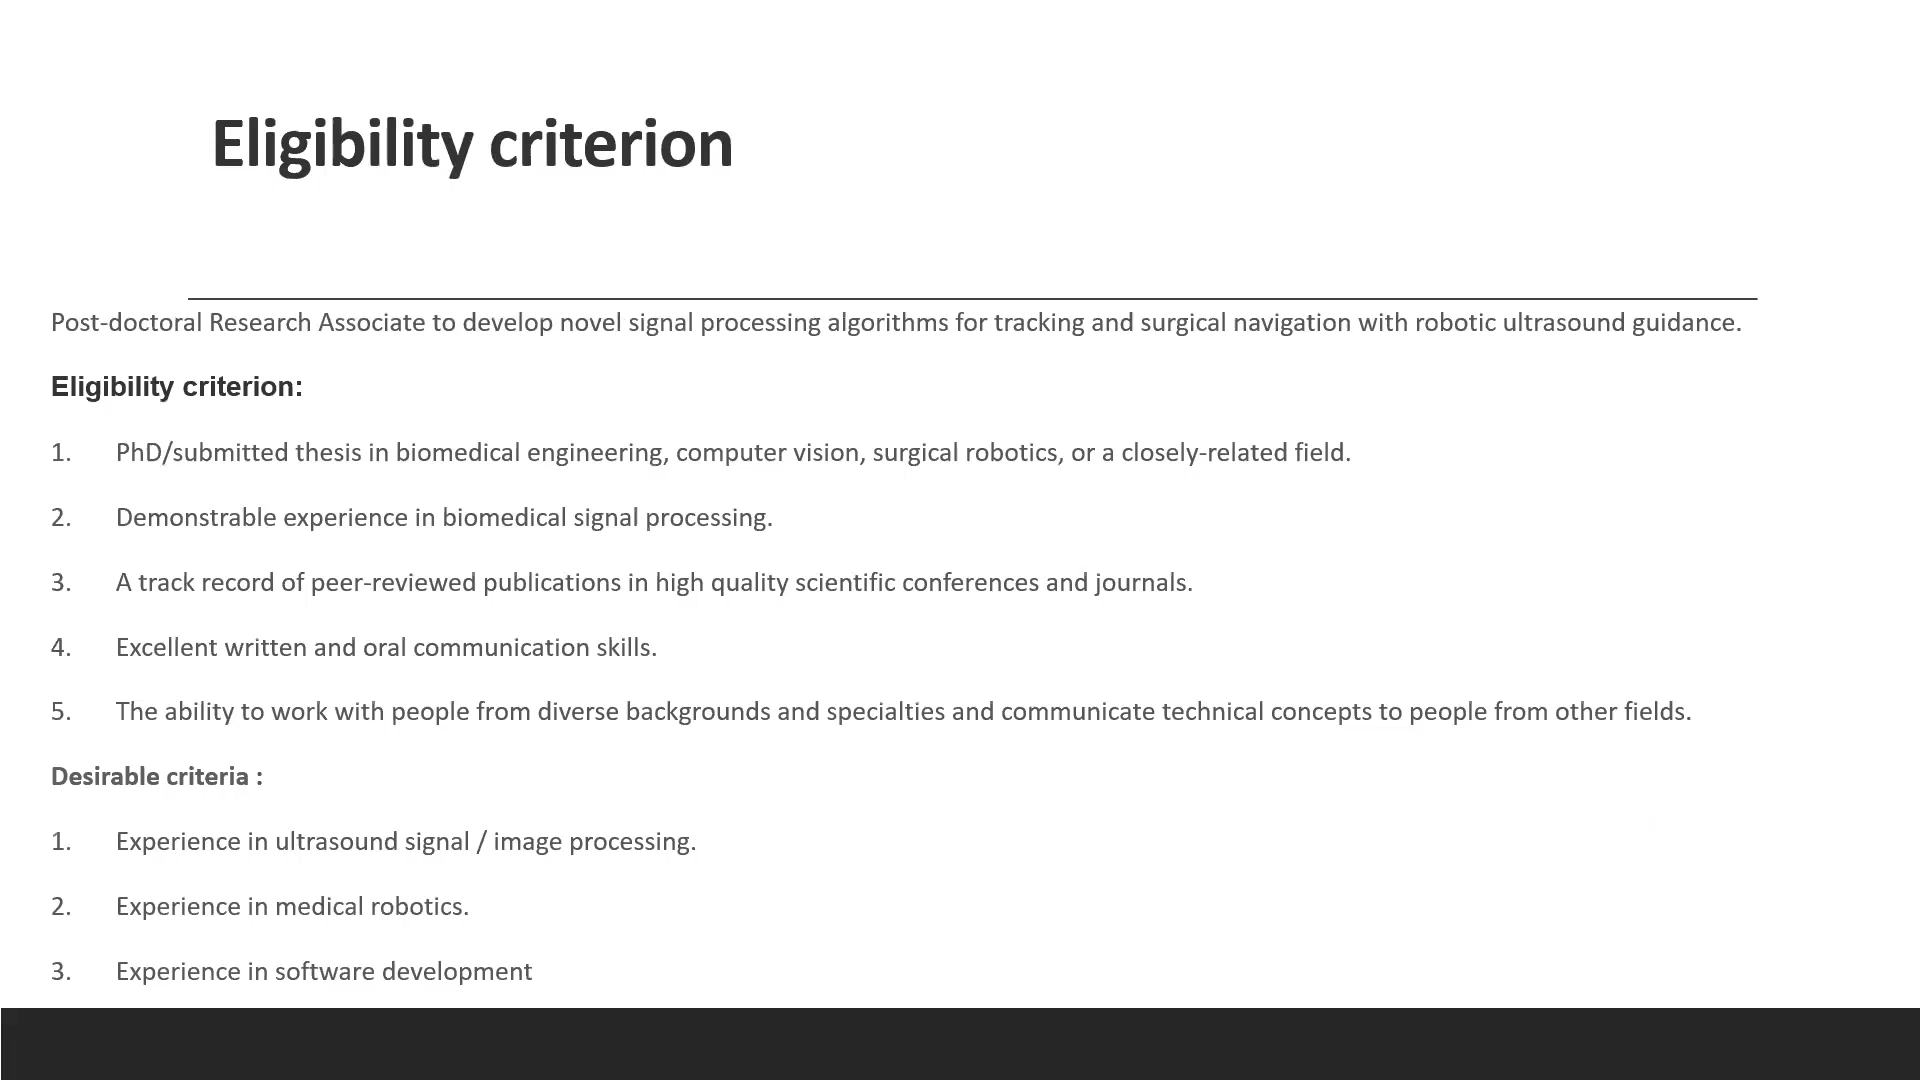 Eligibility criterion
Post-doctoral Research Associate to develop novel signal processing algorithms for tracking and surgical navigation with robotic ultrasound guidance.
Eligibility criterion:
1. PhD/submitted thesis in biomedical engineering, computer vision, surgical robotics, or a closely-related field.
2. Demonstrable experience in biomedical signal processing.
3. A track record of peer-reviewed publications in high quality scientific conferences and journals.
4. Excellent written and oral communication skills.
5. The ability to work with people from diverse backgrounds and specialties and communicate technical concepts to people from other fields.
Desirable criteria :
1. Experience in ultrasound signal / image processing.
2. Experience in medical robotics.
3. Experience in software development